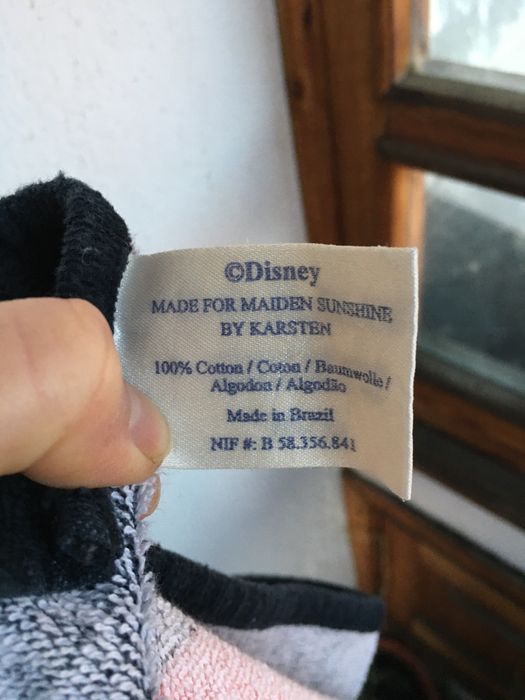 ©Disney
MADE FOR MAIDEN SUNSHINE
BY KARSTEN
100% Cotton / Coton / Baumwolle /
Algodon / Algodão
Made in Brazil
NIF #: B 58.356.841